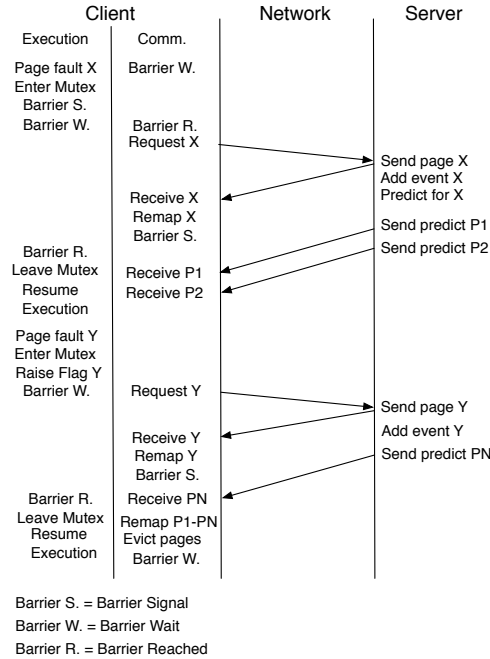 Client Network Server
Execution Comm.
Page fault X Barrier W.
Enter Mutex
Barrier S.
Barrier W. Barrier R.
Request X
Send page X
Add event X
Predict for X
Receive X
Remap X
Barrier S.
Send predict P1
Send predict P2
Barrier R.
Leave Mutex Receive P1
Resume Receive P2
Execution
Page fault Y
Enter Mutex
Raise Flag Y
Barrier W. Request Y
Send page Y
Add event Y
Receive Y
Remap Y
Barrier S.
Send predict PN
Barrier R. Receive PN
Leave Mutex Remap P1-PN
Resume Evict pages
Execution Barrier W.
Barrier S. = Barrier Signal
Barrier W. = Barrier Wait
Barrier R. = Barrier Reached